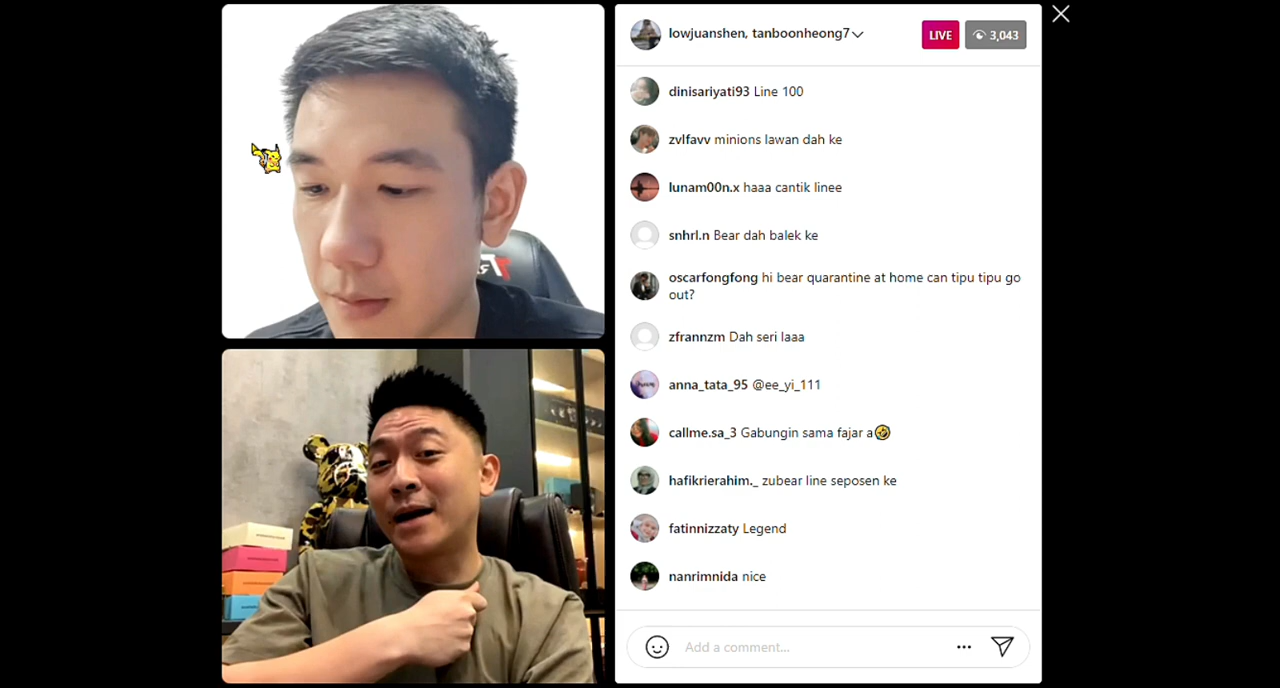 lowjuanshen, tanboonheong7
LIVE
3,043
dinisariyati93 Line 100
zvlfavv minions lawan dah ke
lunam00n.x haaa cantik linee
snhrl.n Bear dah balek ke
oscarfongfong hi bear quarantine at home can tipu tipu go
out?
zfrannzm Dah seri laaa
anna_tata_95 @ee_yi_111
callme.sa_3 Gabungin sama fajar a🤣
hafikrierahim._ zubear line seposen ke
fatinnizzaty Legend
nanrimnida nice
Add a comment...